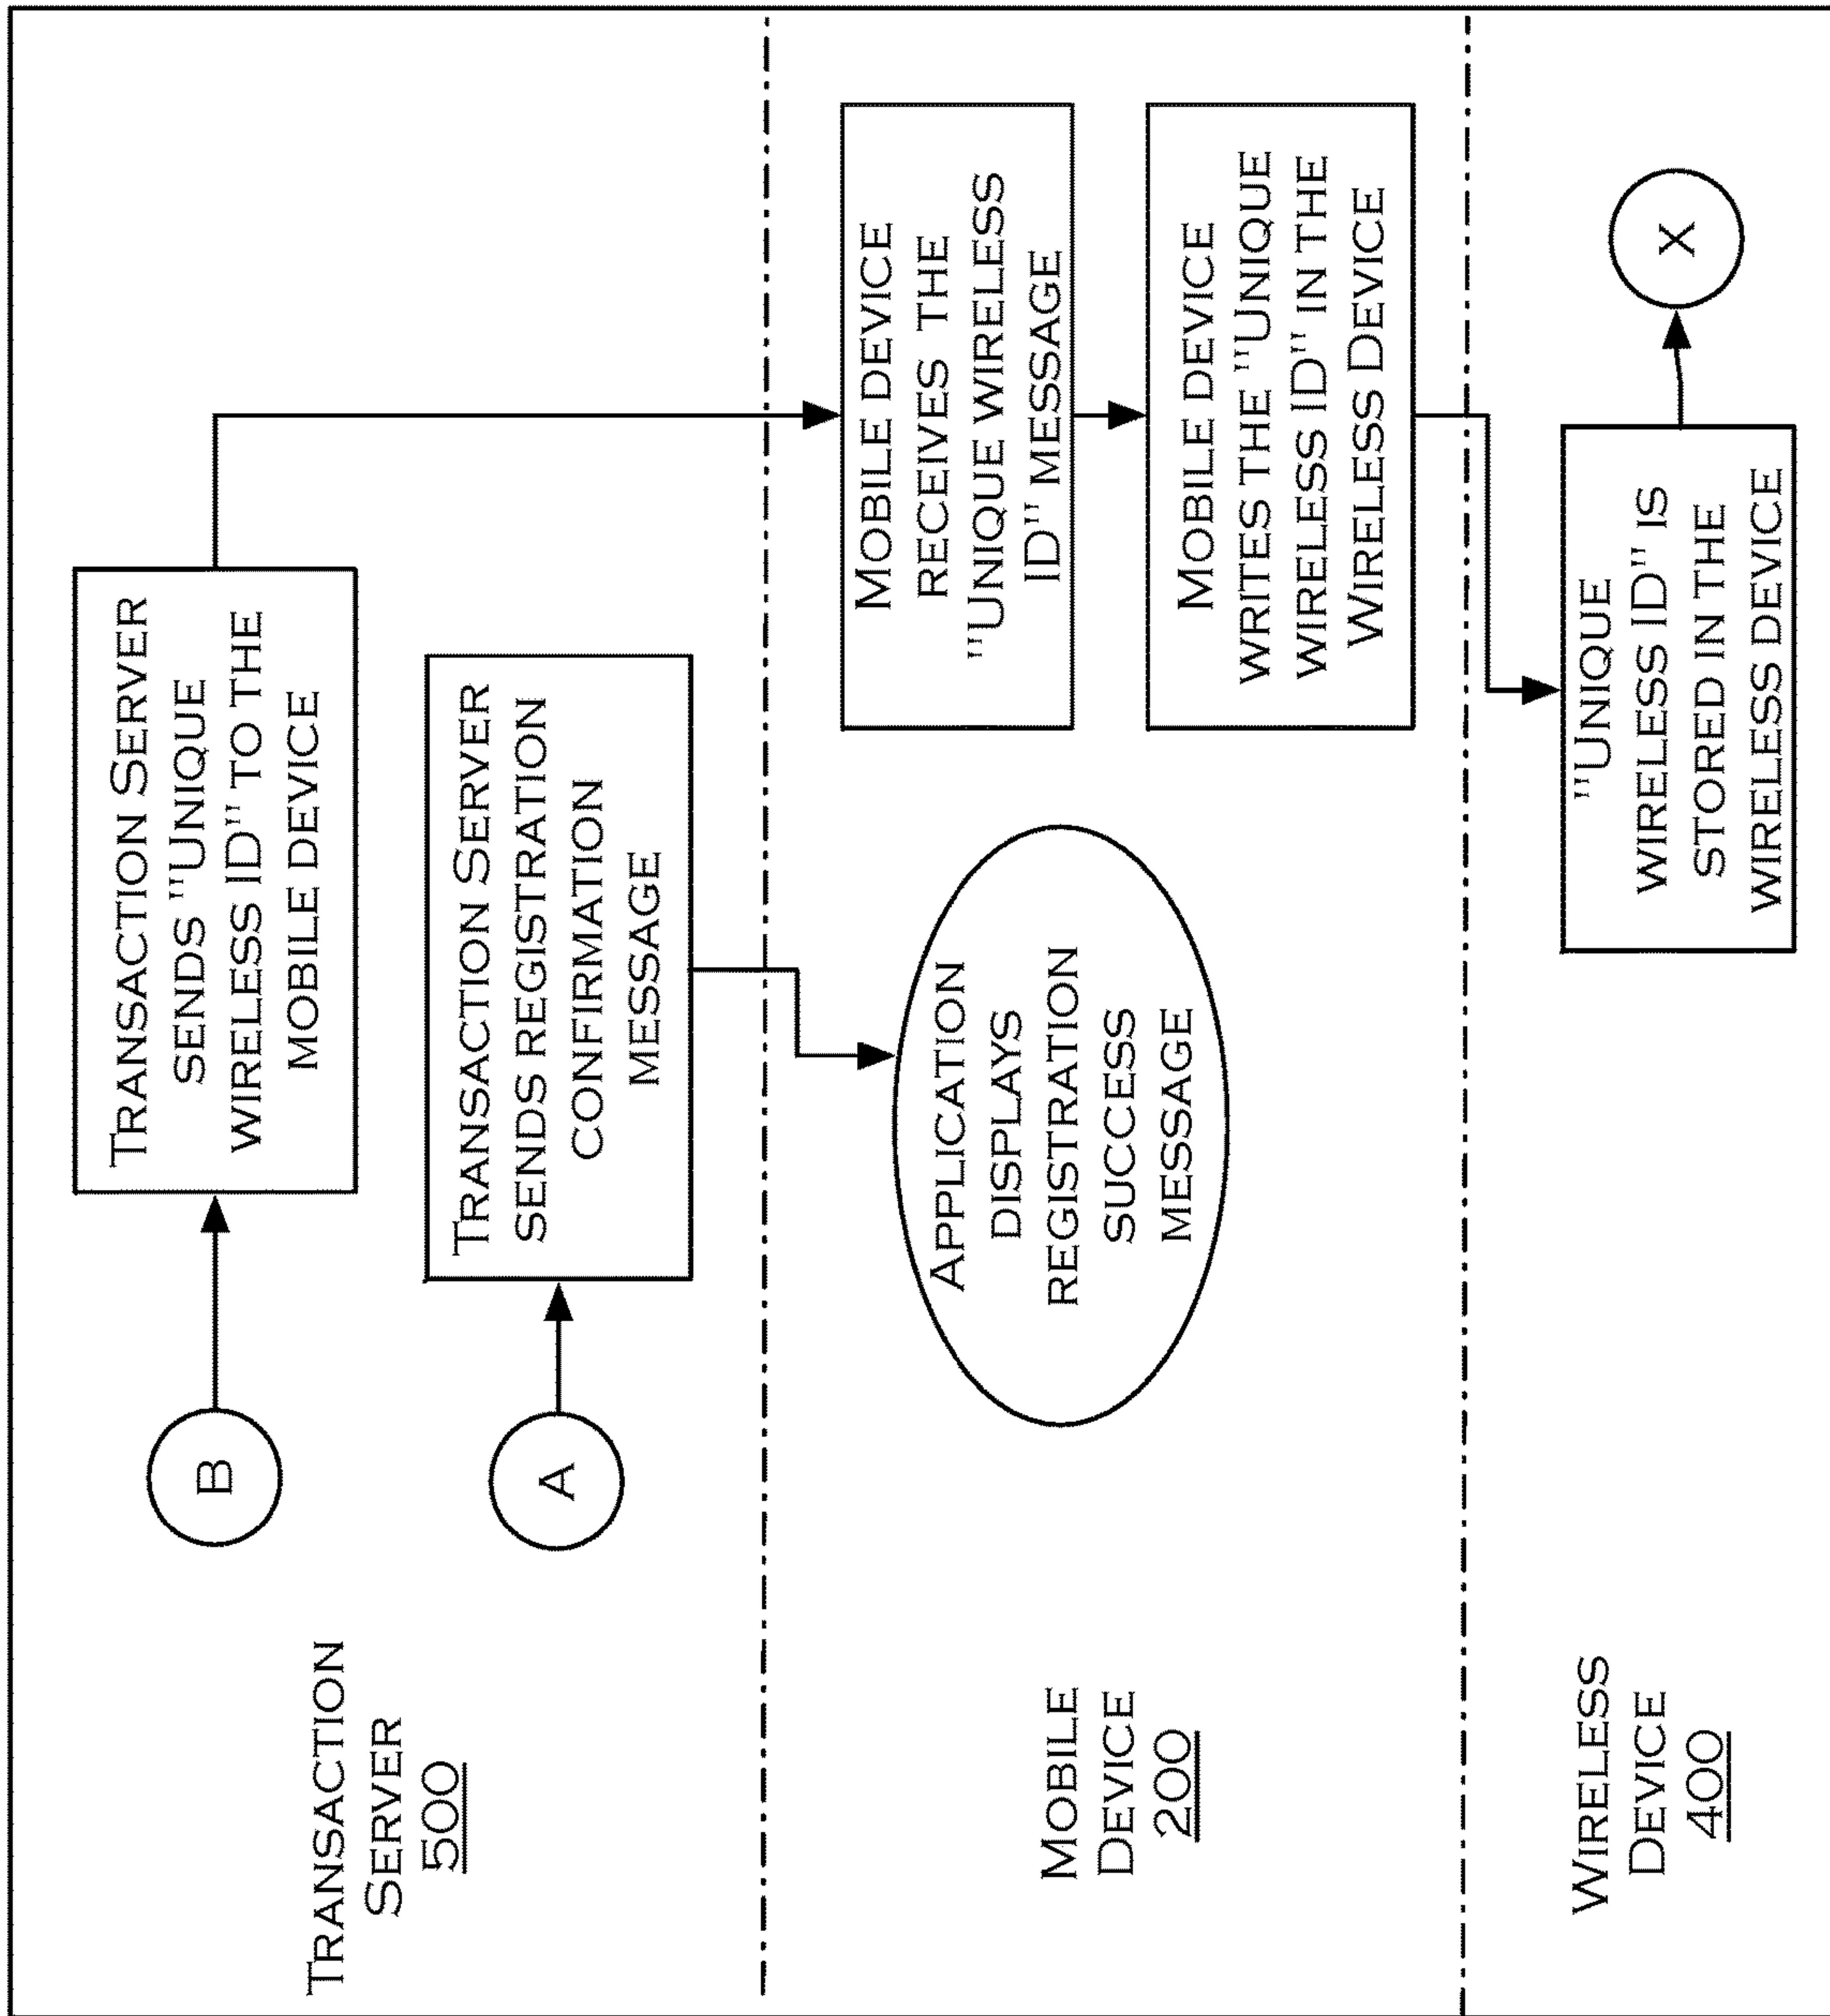 TRANSACTION
SERVER
500
B
TRANSACTION SERVER
SENDS "UNIQUE
WIRELESS ID" TO THE
MOBILE DEVICE
A
TRANSACTION SERVER
SENDS REGISTRATION
CONFIRMATION
MESSAGE
MOBILE
DEVICE
200
APPLICATION
DISPLAYS
REGISTRATION
SUCCESS
MESSAGE
MOBILE DEVICE
RECEIVES THE
"UNIQUE WIRELESS
ID" MESSAGE
MOBILE DEVICE
WRITES THE "UNIQUE
WIRELESS ID" IN THE
WIRELESS DEVICE
WIRELESS
DEVICE
400
"UNIQUE
WIRELESS ID" IS
STORED IN THE
WIRELESS DEVICE
X